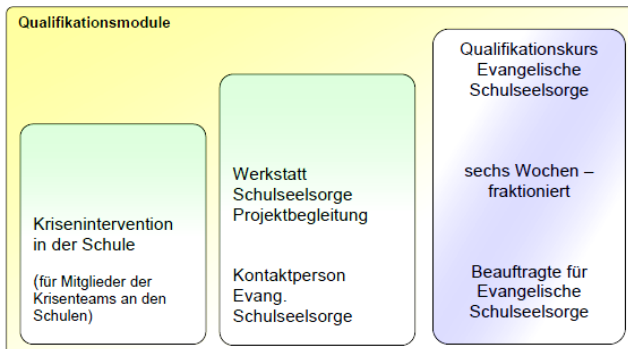 Qualifikationsmodule
Krisenintervention
in der Schule
(für Mitglieder der
Krisenteams an den
Schulen)
Werkstatt
Schulseelsorge
Projektbegleitung
Kontaktperson
Evang.
Schulseelsorge
Qualifikationskurs
Evangelische
Schulseelsorge
sechs Wochen –
fraktioniert
Beauftragte für
Evangelische
Schulseelsorge